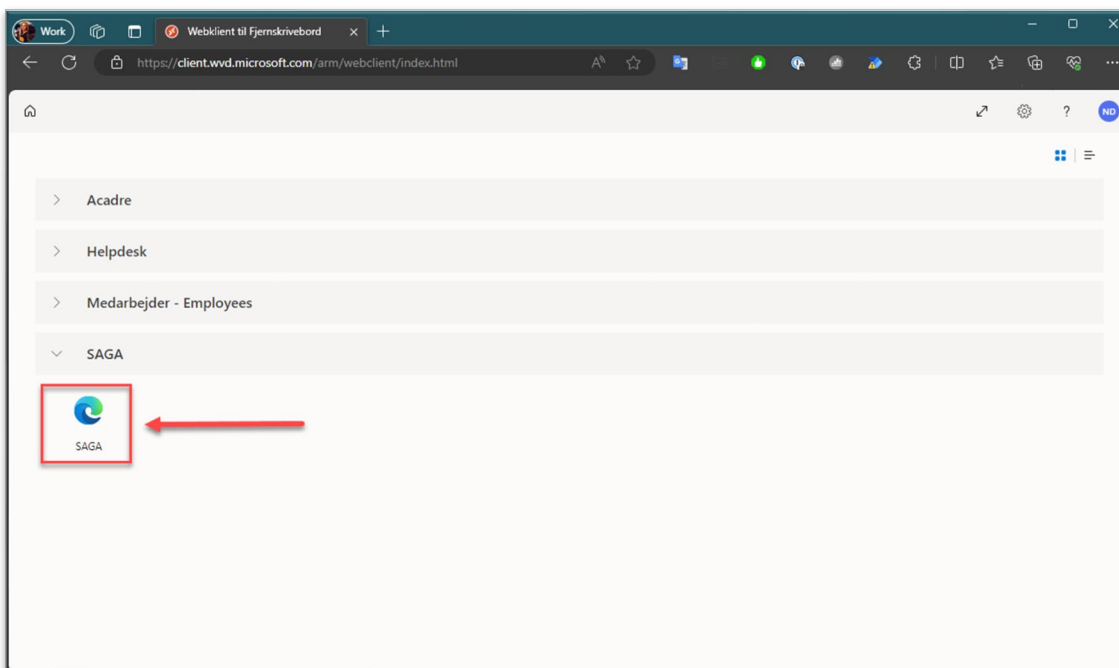 Work
Webklient til Fjernskrivebord
https://client.wvd.microsoft.com/arm/webclient/index.html
ND
Acadre
Helpdesk
Medarbejder - Employees
SAGA
SAGA